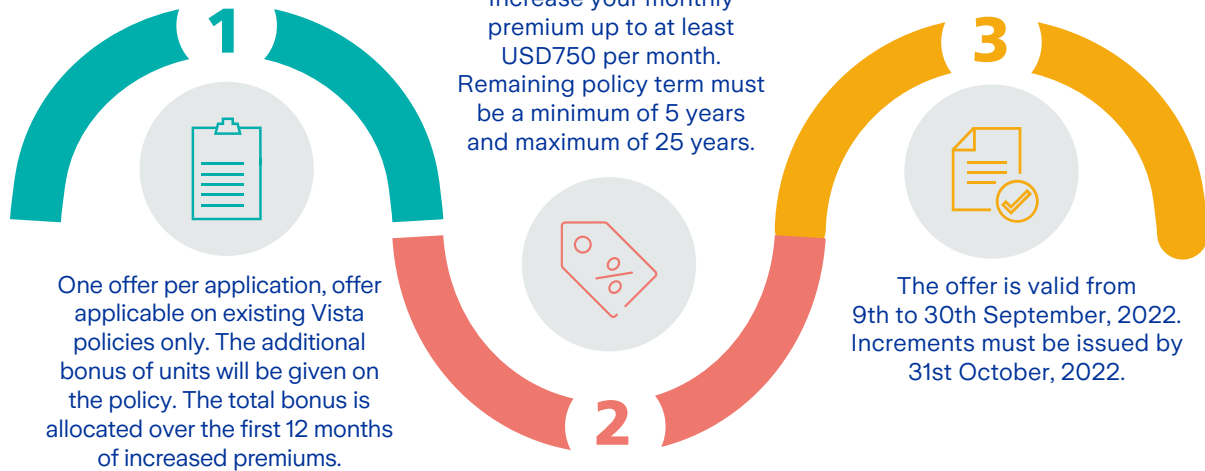 1
One offer per application, offer
applicable on existing Vista
policies only. The additional
bonus of units will be given on
the policy. The total bonus is
allocated over the first 12 months
of increased premiums.
Increase your monthly
premium up to at least
USD750 per month.
Remaining policy term must
be a minimum of 5 years
and maximum of 25 years.
%
2
3
The offer is valid from
9th to 30th September, 2022.
Increments must be issued by
31st October, 2022.